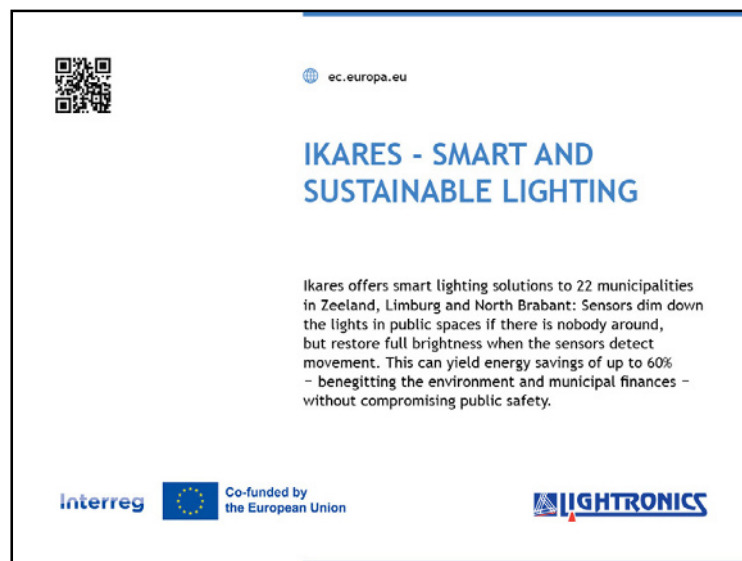 ec.europa.eu
IKARES - SMART AND
SUSTAINABLE LIGHTING
Ikares offers smart lighting solutions to 22 municipalities
in Zeeland, Limburg and North Brabant: Sensors dim down
the lights in public spaces if there is nobody around,
but restore full brightness when the sensors detect
movement. This can yield energy savings of up to 60%
– benegitting the environment and municipal finances –
without compromising public safety.
Interreg
Co-funded by
the European Union
LIGHTRONICS